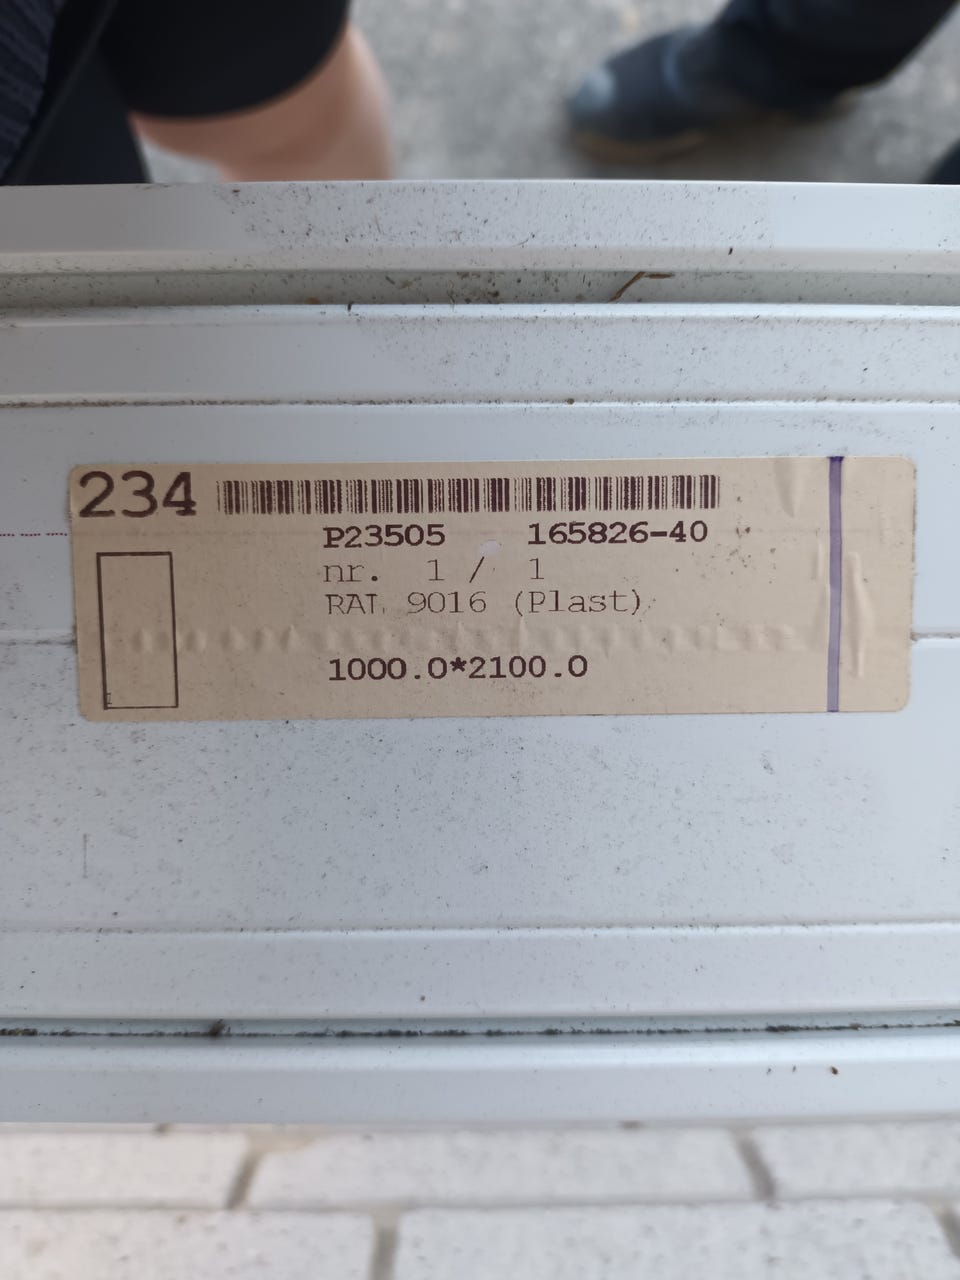 234
P23505 165826-40
nr. 1 / 1
RAL 9016 (Plast)
1000.0*2100.0